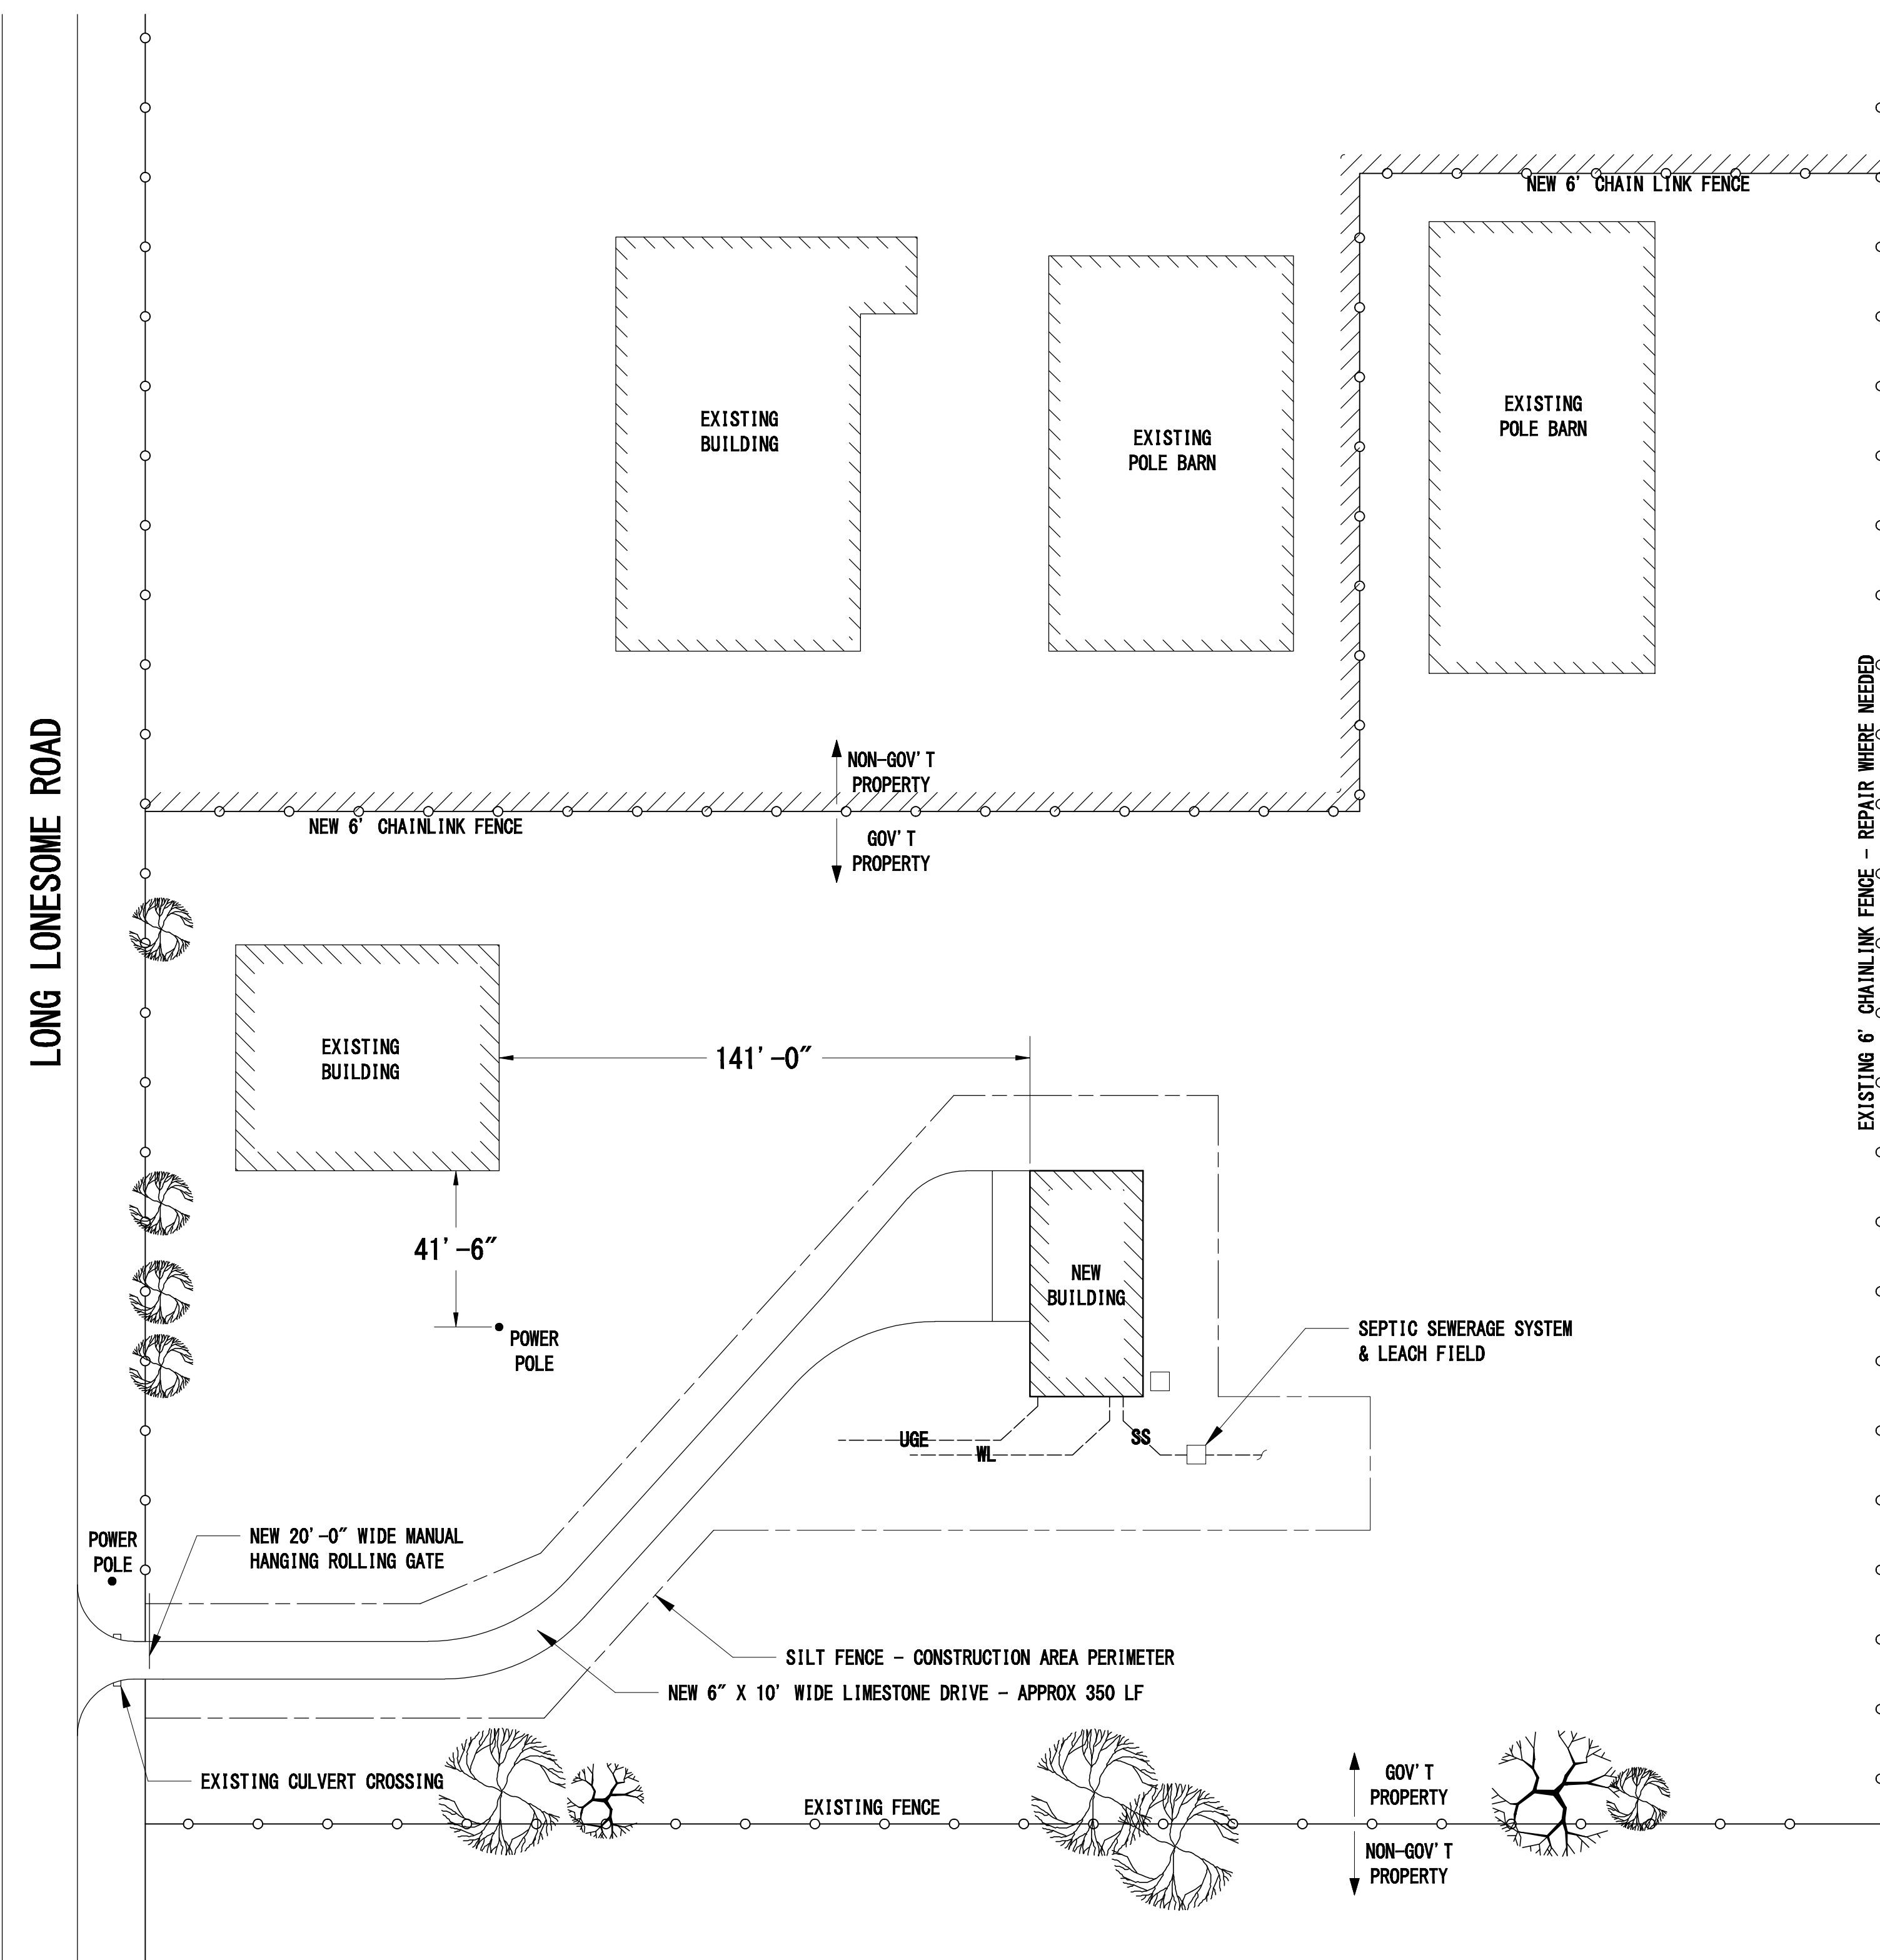 NEW 6' CHAIN LINK FENCE
EXISTING
BUILDING
EXISTING
POLE BARN
EXISTING
POLE BARN
LONG LONESOME ROAD
NON-GOV'T
PROPERTY
NEW 6' CHAINLINK FENCE
GOV'T
PROPERTY
EXISTING 6' CHAINLINK FENCE - REPAIR WHERE NEEDED
EXISTING
BUILDING
141'-0"
41'-6"
POWER
POLE
NEW
BUILDING
SEPTIC SEWERAGE SYSTEM
& LEACH FIELD
UGE
WL
SS
POWER
POLE
NEW 20'-0" WIDE MANUAL
HANGING ROLLING GATE
SILT FENCE - CONSTRUCTION AREA PERIMETER
NEW 6" X 10' WIDE LIMESTONE DRIVE - APPROX 350 LF
EXISTING CULVERT CROSSING
EXISTING FENCE
GOV'T
PROPERTY
NON-GOV'T
PROPERTY